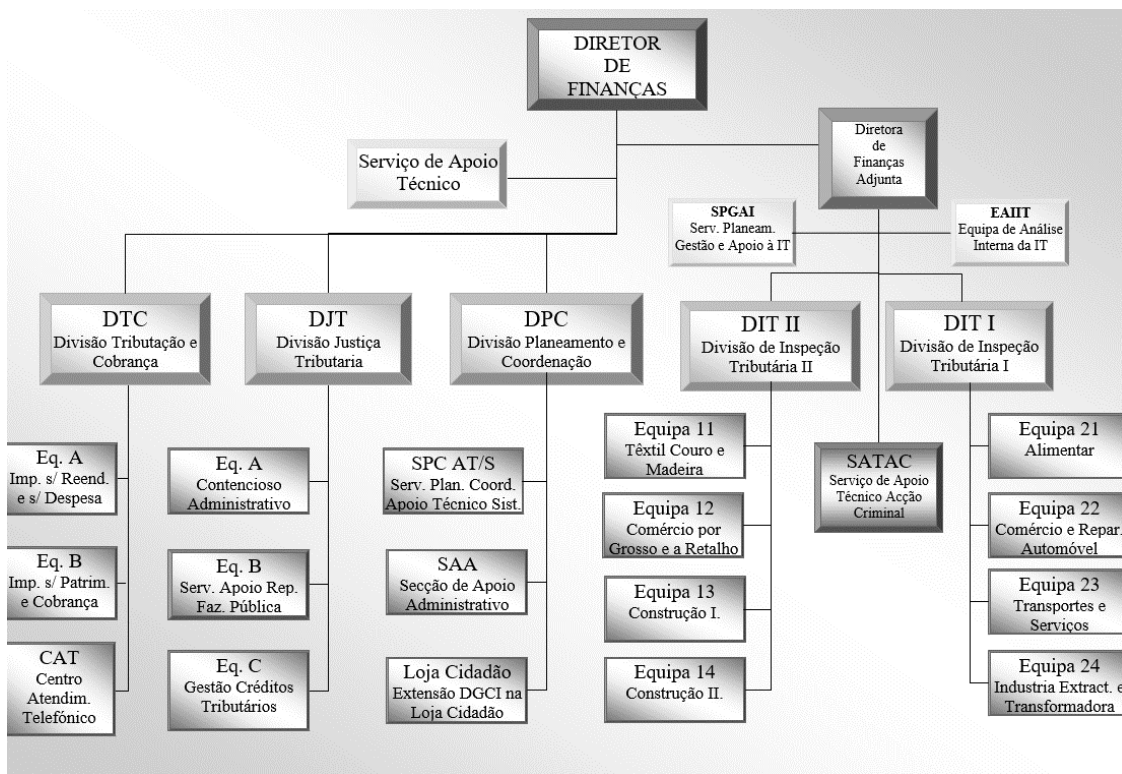 DIRETOR
DE
FINANÇAS
Serviço de Apoio
Técnico
Diretora
de
Finanças
Adjunta
SPGAI
Serv. Planeam.
Gestão e Apoio à IT
EAIIT
Equipa de Análise
Interna da IT
DTC
Divisão Tributação e
Cobrança
DJT
Divisão Justiça
Tributaria
DPC
Divisão Planeamento e
Coordenação
DIT II
Divisão de Inspeção
Tributária II
DIT I
Divisão de Inspeção
Tributária I
Eq. A
Imp. s/ Reend.
e s/ Despesa
Eq. B
Imp. s/ Patrim.
e Cobrança
CAT
Centro
Atendim.
Telefónico
Eq. A
Contencioso
Administrativo
Eq. B
Serv. Apoio Rep.
Faz. Pública
Eq. C
Gestão Créditos
Tributários
SPC AT/S
Serv. Plan. Coord.
Apoio Técnico Sist.
SAA
Secção de Apoio
Administrativo
Loja Cidadão
Extensão DGCI na
Loja Cidadão
Equipa 11
Têxtil Couro e
Madeira
Equipa 12
Comércio por
Grosso e a Retalho
Equipa 13
Construção I.
Equipa 14
Construção II.
SATAC
Serviço de Apoio
Técnico Acção
Criminal
Equipa 21
Alimentar
Equipa 22
Comércio e Repar.
Automóvel
Equipa 23
Transportes e
Serviços
Equipa 24
Industria Extract. e
Transformadora